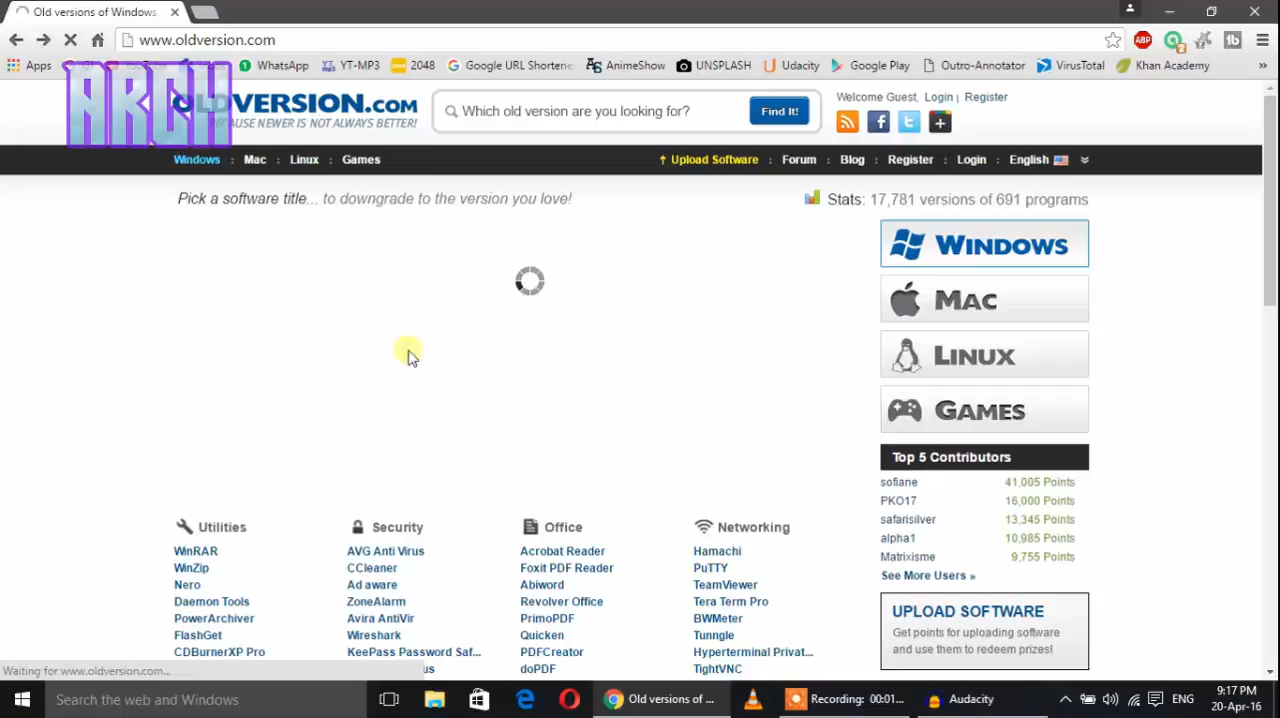 Old versions of Windows
www.oldversion.com
ABP
Apps
WhatsApp
YT-MP3
2048
Google URL Shortene
AnimeShow
UNSPLASH
Udacity
Google Play
Outro-Annotator
VirusTotal
Khan Academy
»
ARCH
OLDVERSION.COM
BECAUSE NEWER IS NOT ALWAYS BETTER!
Which old version are you looking for?
Find It!
Welcome Guest, Login | Register
Windows : Mac : Linux : Games
↑ Upload Software : Forum : Blog : Register : Login : English
Pick a software title... to downgrade to the version you love!
Stats: 17,781 versions of 691 programs
WINDOWS
MAC
LINUX
GAMES
Top 5 Contributors
sofiane 41,005 Points
PKO17 16,000 Points
safarisilver 13,345 Points
alpha1 10,985 Points
Matrixisme 9,755 Points
See More Users »
UPLOAD SOFTWARE
Get points for uploading software
and use them to redeem prizes!
Utilities
WinRAR
WinZip
Nero
Daemon Tools
PowerArchiver
FlashGet
CDBurnerXP Pro
Security
AVG Anti Virus
CCleaner
Ad aware
ZoneAlarm
Avira AntiVir
Wireshark
KeePass Password Saf...
us
Office
Acrobat Reader
Foxit PDF Reader
Abiword
Revolver Office
PrimoPDF
Quicken
PDFCreator
doPDF
Networking
Hamachi
PuTTY
TeamViewer
Tera Term Pro
BWMeter
Tunngle
Hyperterminal Privat...
TightVNC
Waiting for www.oldversion.com...
Search the web and Windows
Old versions of ...
Recording: 00:01...
Audacity
ENG
9:17 PM
20-Apr-16